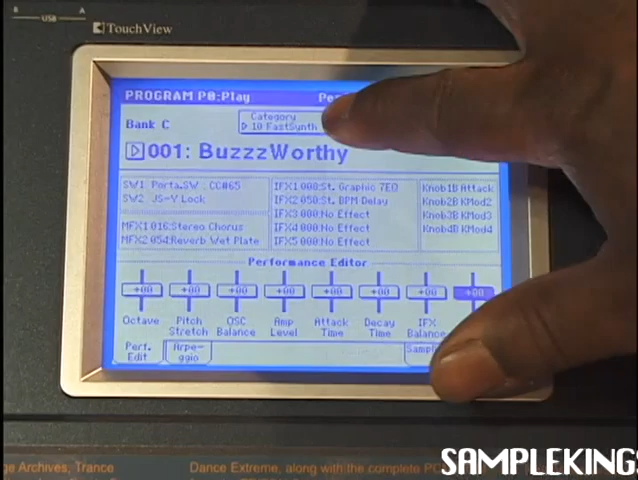 B USB A
TouchView
PROGRAM P0:Play
Category
10 FastSynth
Bank C
001: BuzzzWorthy
SW1 Porta.SW CC#65
SW2 JS-Y Lock
MFX1 016:Stereo Chorus
MFX2 054:Reverb Wet Plate
IFX1 008:St. Graphic 7EQ
IFX2 050:St. BPM Delay
IFX3 000:No Effect
IFX4 000:No Effect
IFX5 000:No Effect
Knob1B Attack
Knob2B KMod2
Knob3B KMod3
Knob4B KMod4
Performance Editor
+00 +00 +00 +00 +00 +00 +00 +00
Octave Pitch Stretch OSC Balance Amp Level Attack Time Decay Time IFX Balance
Perf. Edit Arpe-ggio
ge Archives, Trance Dance Extreme, along with the complete
SAMPLEKINGS